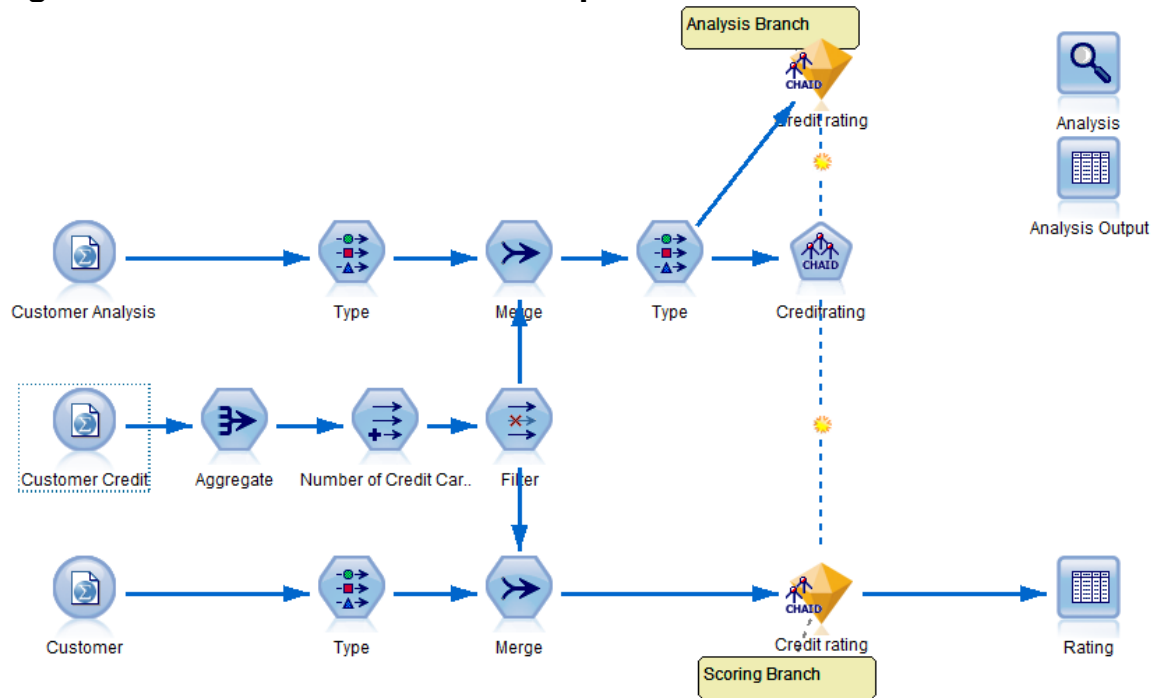 Analysis Branch
CHAID
Credit rating
Analysis
Analysis Output
Customer Analysis
Type
Merge
Type
CHAID
Creditrating
Customer Credit
Aggregate
Number of Credit Car..
Filter
Customer
Type
Merge
CHAID
Credit rating
Rating
Scoring Branch